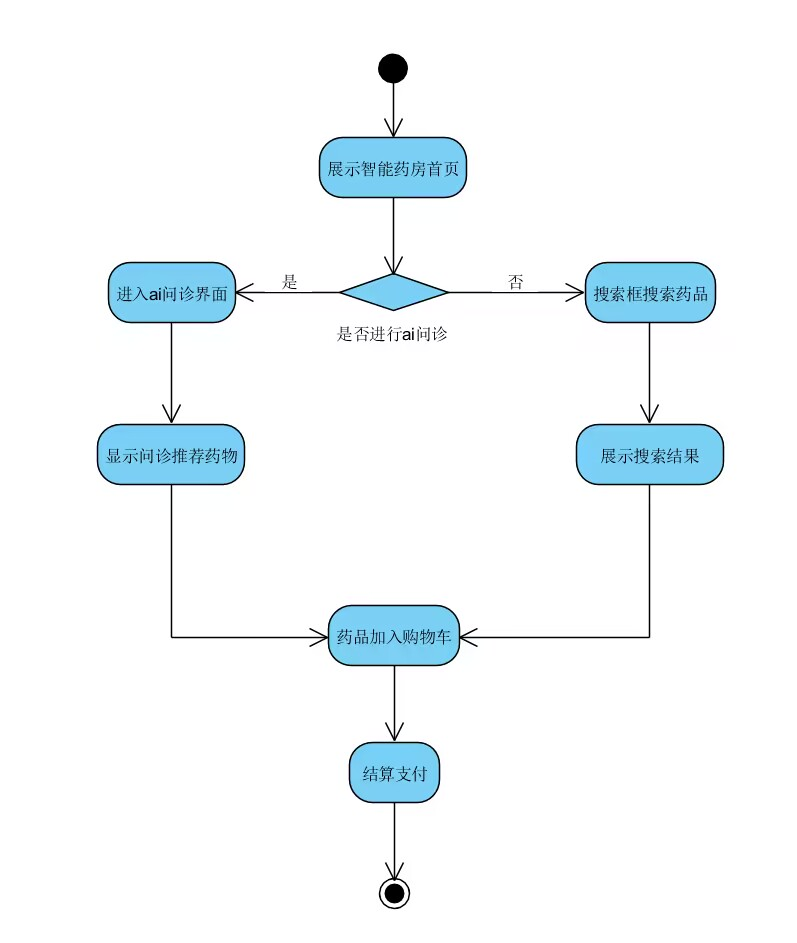 展示智能药房首页
是
否
进入ai问诊界面
搜索框搜索药品
是否进行ai问诊
显示问诊推荐药物
展示搜索结果
药品加入购物车
结算支付